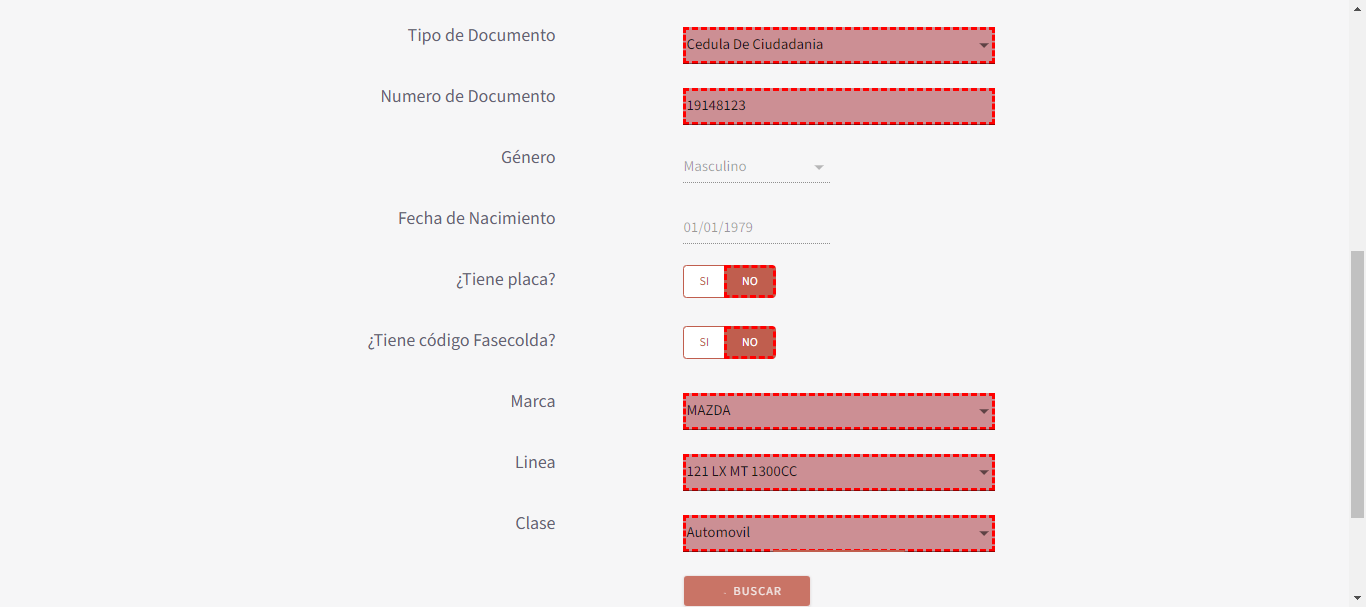 Tipo de Documento
Cedula De Ciudadania
Numero de Documento
19148123
Género
Masculino
Fecha de Nacimiento
01/01/1979
¿Tiene placa?
SI NO
¿Tiene código Fasecolda?
SI NO
Marca
MAZDA
Linea
121 LX MT 1300CC
Clase
Automovil
BUSCAR